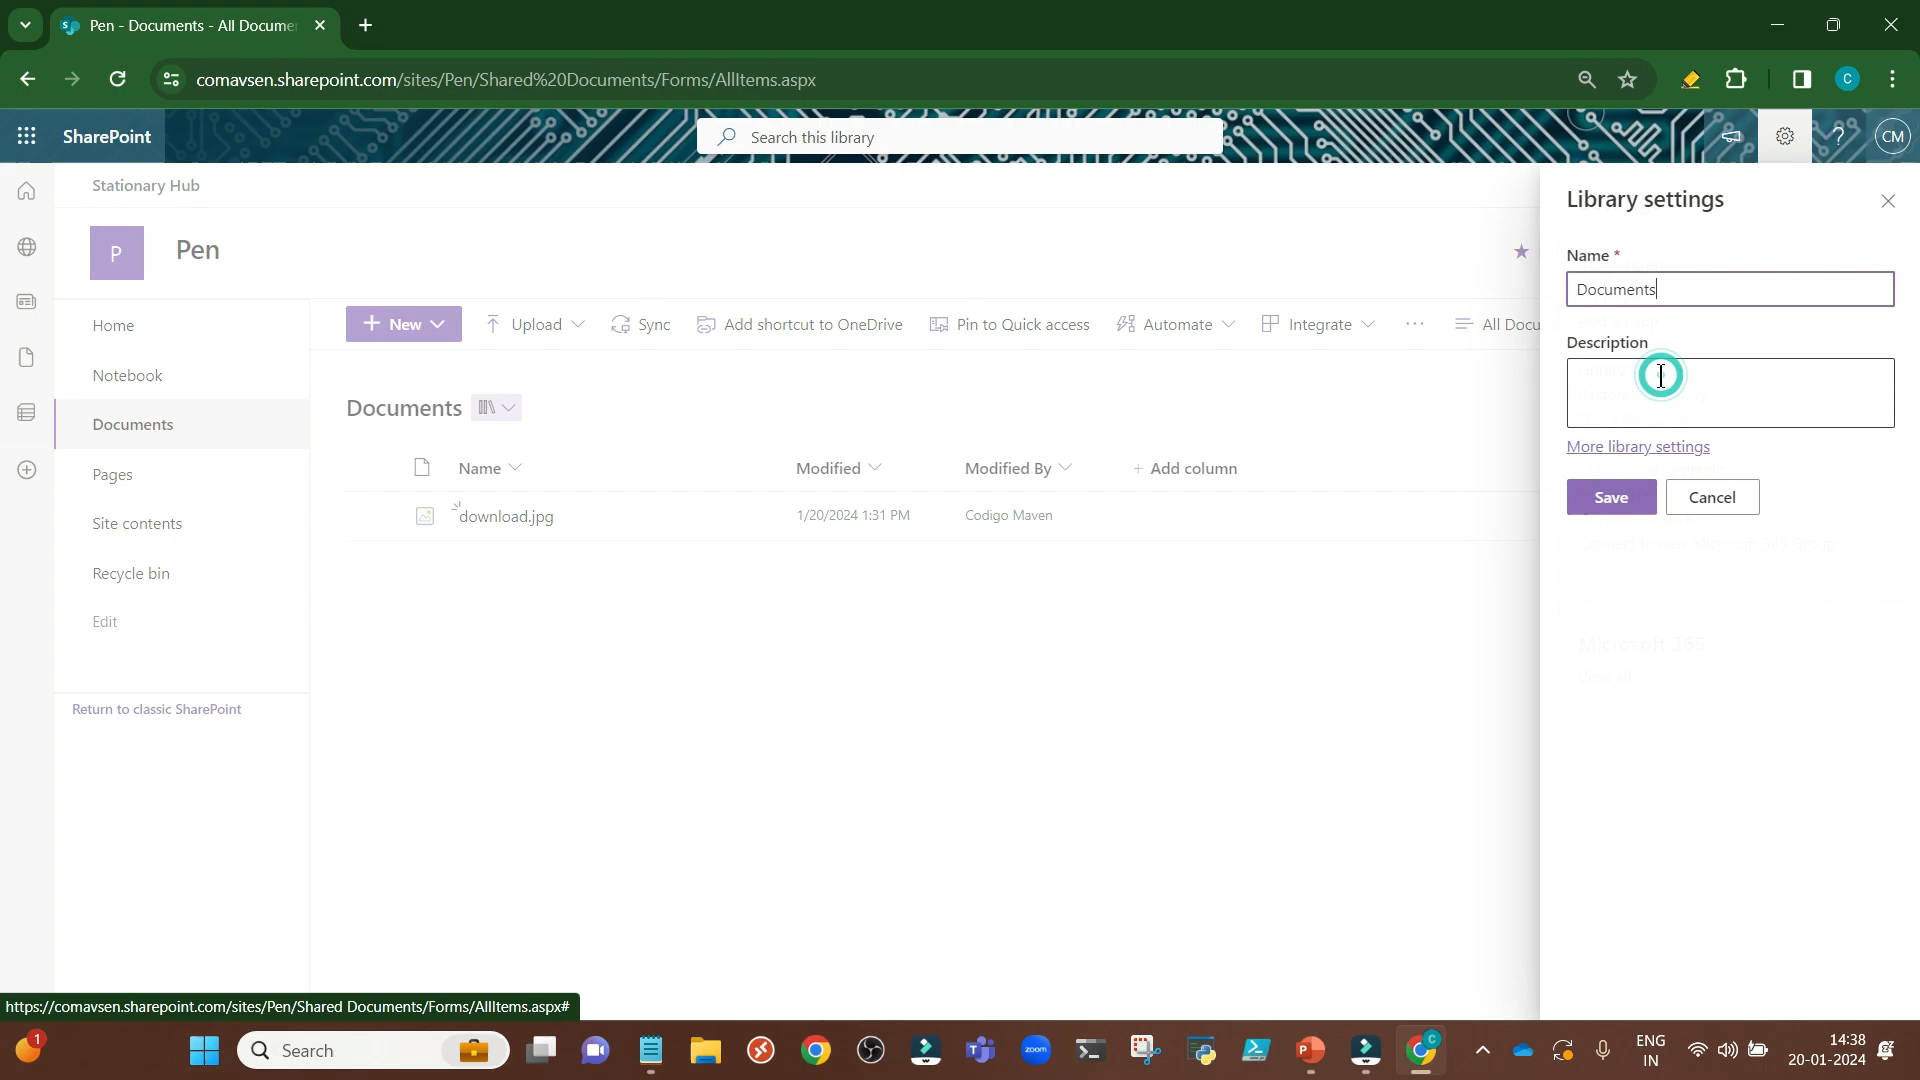 Pen - Documents - All Docume
comavsen.sharepoint.com/sites/Pen/Shared%20Documents/Forms/AllItems.aspx
C
SharePoint
Search this library
?
CM
Stationary Hub
Library settings
P
Pen
Name *
Documents
Home
New
Upload
Sync
Add shortcut to OneDrive
Pin to Quick access
Automate
Integrate
All Docu
Description
Notebook
Documents
Documents
More library settings
Name
Modified
Modified By
+ Add column
Pages
Save
Cancel
download.jpg
1/20/2024 1:31 PM
Codigo Maven
Site contents
Recycle bin
Edit
Microsoft 365
Return to classic SharePoint
https://comavsen.sharepoint.com/sites/Pen/Shared Documents/Forms/AllItems.aspx#
1
Search
zoom
C
ENG
IN
14:38
20-01-2024